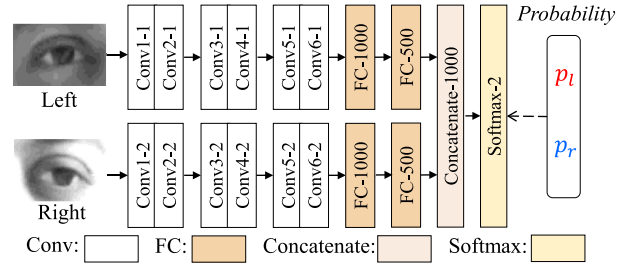 Probability
Left
Conv1-1
Conv2-1
Conv3-1
Conv4-1
Conv5-1
Conv6-1
FC-1000
FC-500
Concatenate-1000
Softmax-2
p_l
p_r
Right
Conv1-2
Conv2-2
Conv3-2
Conv4-2
Conv5-2
Conv6-2
FC-1000
FC-500
Conv: FC: Concatenate: Softmax: